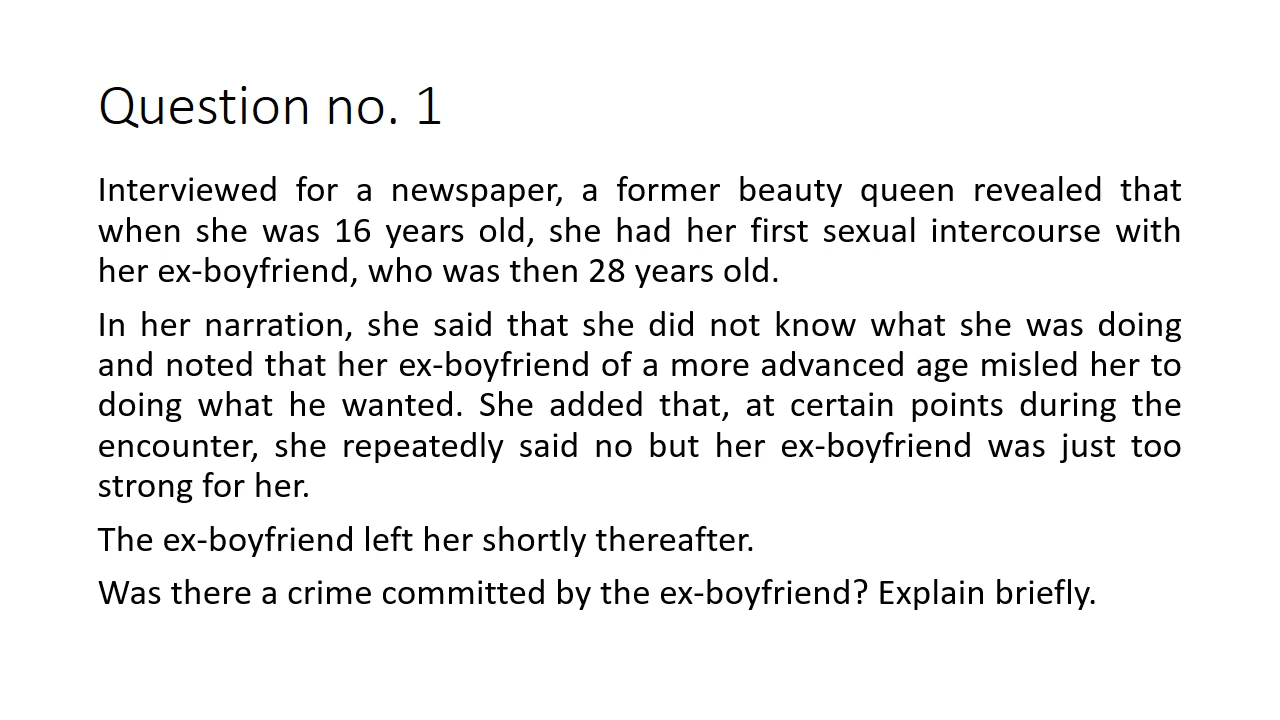 Question no. 1
Interviewed for a newspaper, a former beauty queen revealed that
when she was 16 years old, she had her first sexual intercourse with
her ex-boyfriend, who was then 28 years old.
In her narration, she said that she did not know what she was doing
and noted that her ex-boyfriend of a more advanced age misled her to
doing what he wanted. She added that, at certain points during the
encounter, she repeatedly said no but her ex-boyfriend was just too
strong for her.
The ex-boyfriend left her shortly thereafter.
Was there a crime committed by the ex-boyfriend? Explain briefly.